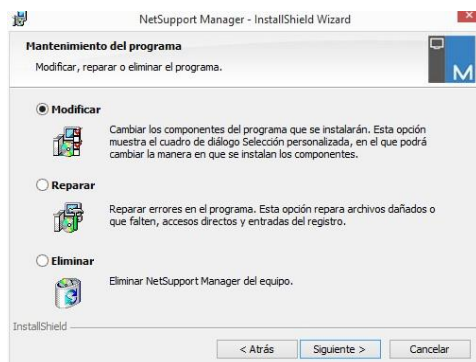 NetSupport Manager - InstallShield Wizard
Mantenimiento del programa
Modificar, reparar o eliminar el programa.
M
Modificar
Cambiar los componentes del programa que se instalarán. Esta opción
muestra el cuadro de diálogo Selección personalizada, en el que podrá
cambiar la manera en que se instalan los componentes.
Reparar
Reparar errores en el programa. Esta opción repara archivos dañados o
que falten, accesos directos y entradas del registro.
Eliminar
Eliminar NetSupport Manager del equipo.
InstallShield
< Atrás
Siguiente >
Cancelar